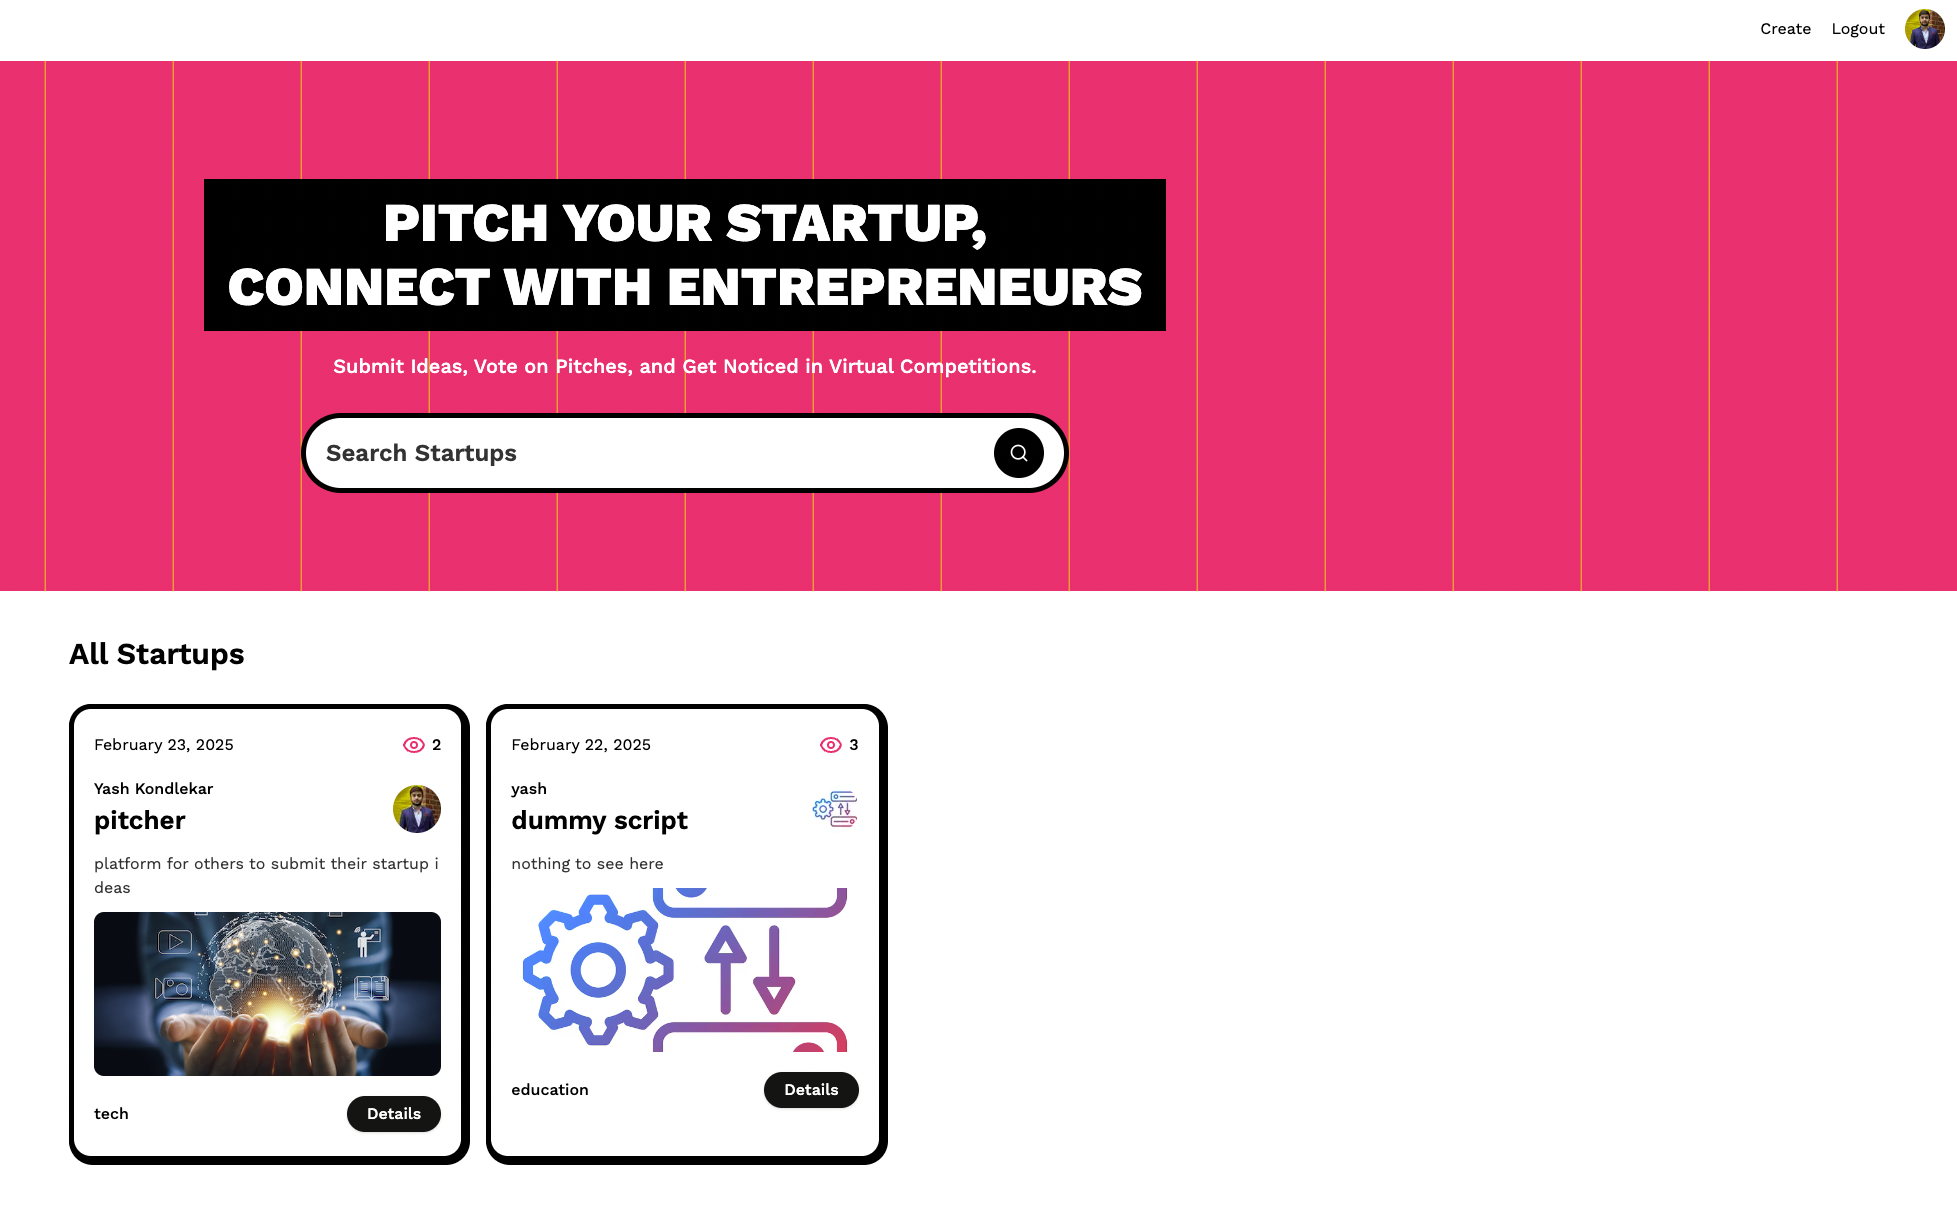 Create Logout
PITCH YOUR STARTUP,
CONNECT WITH ENTREPRENEURS
Submit Ideas, Vote on Pitches, and Get Noticed in Virtual Competitions.
Search Startups
All Startups
February 23, 2025 2
Yash Kondlekar
pitcher
platform for others to submit their startup i
deas
tech Details
February 22, 2025 3
yash
dummy script
nothing to see here
education Details